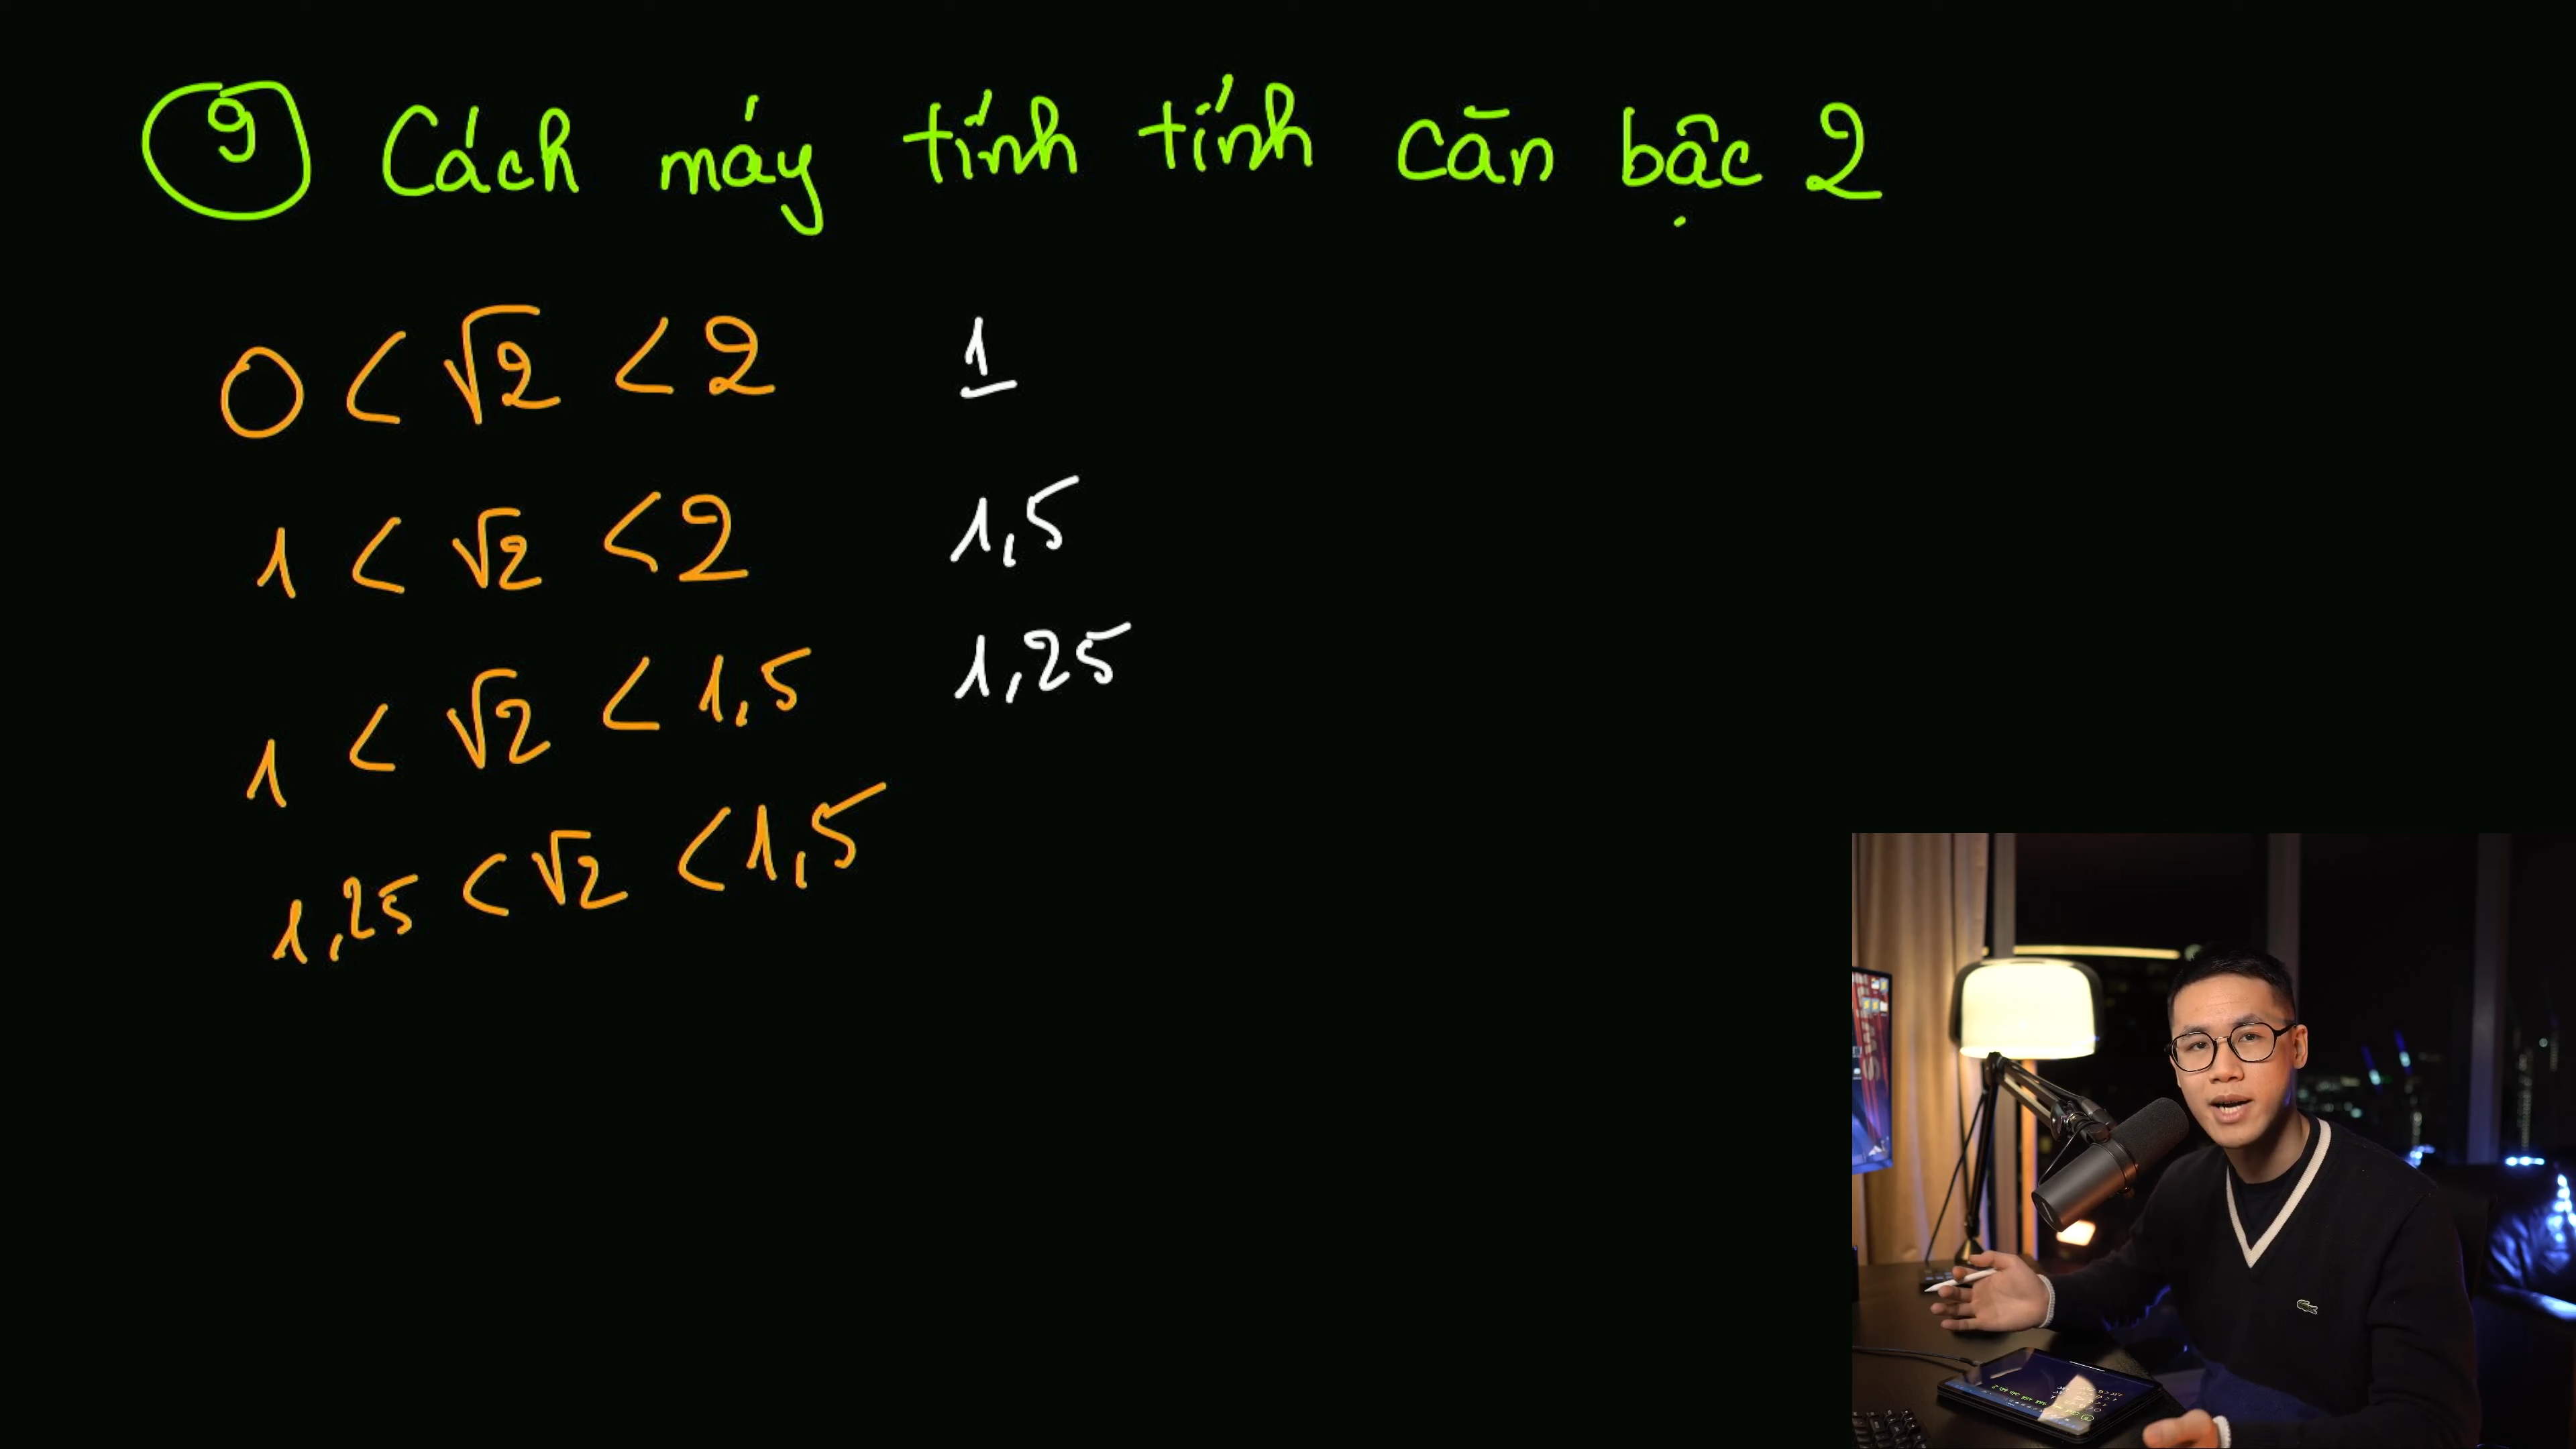 9 Cách máy tính tính căn bậc 2
0 < √2 < 2 1
1 < √2 < 2 1,5
1 < √2 < 1,5 1,25
1,25 < √2 < 1,5